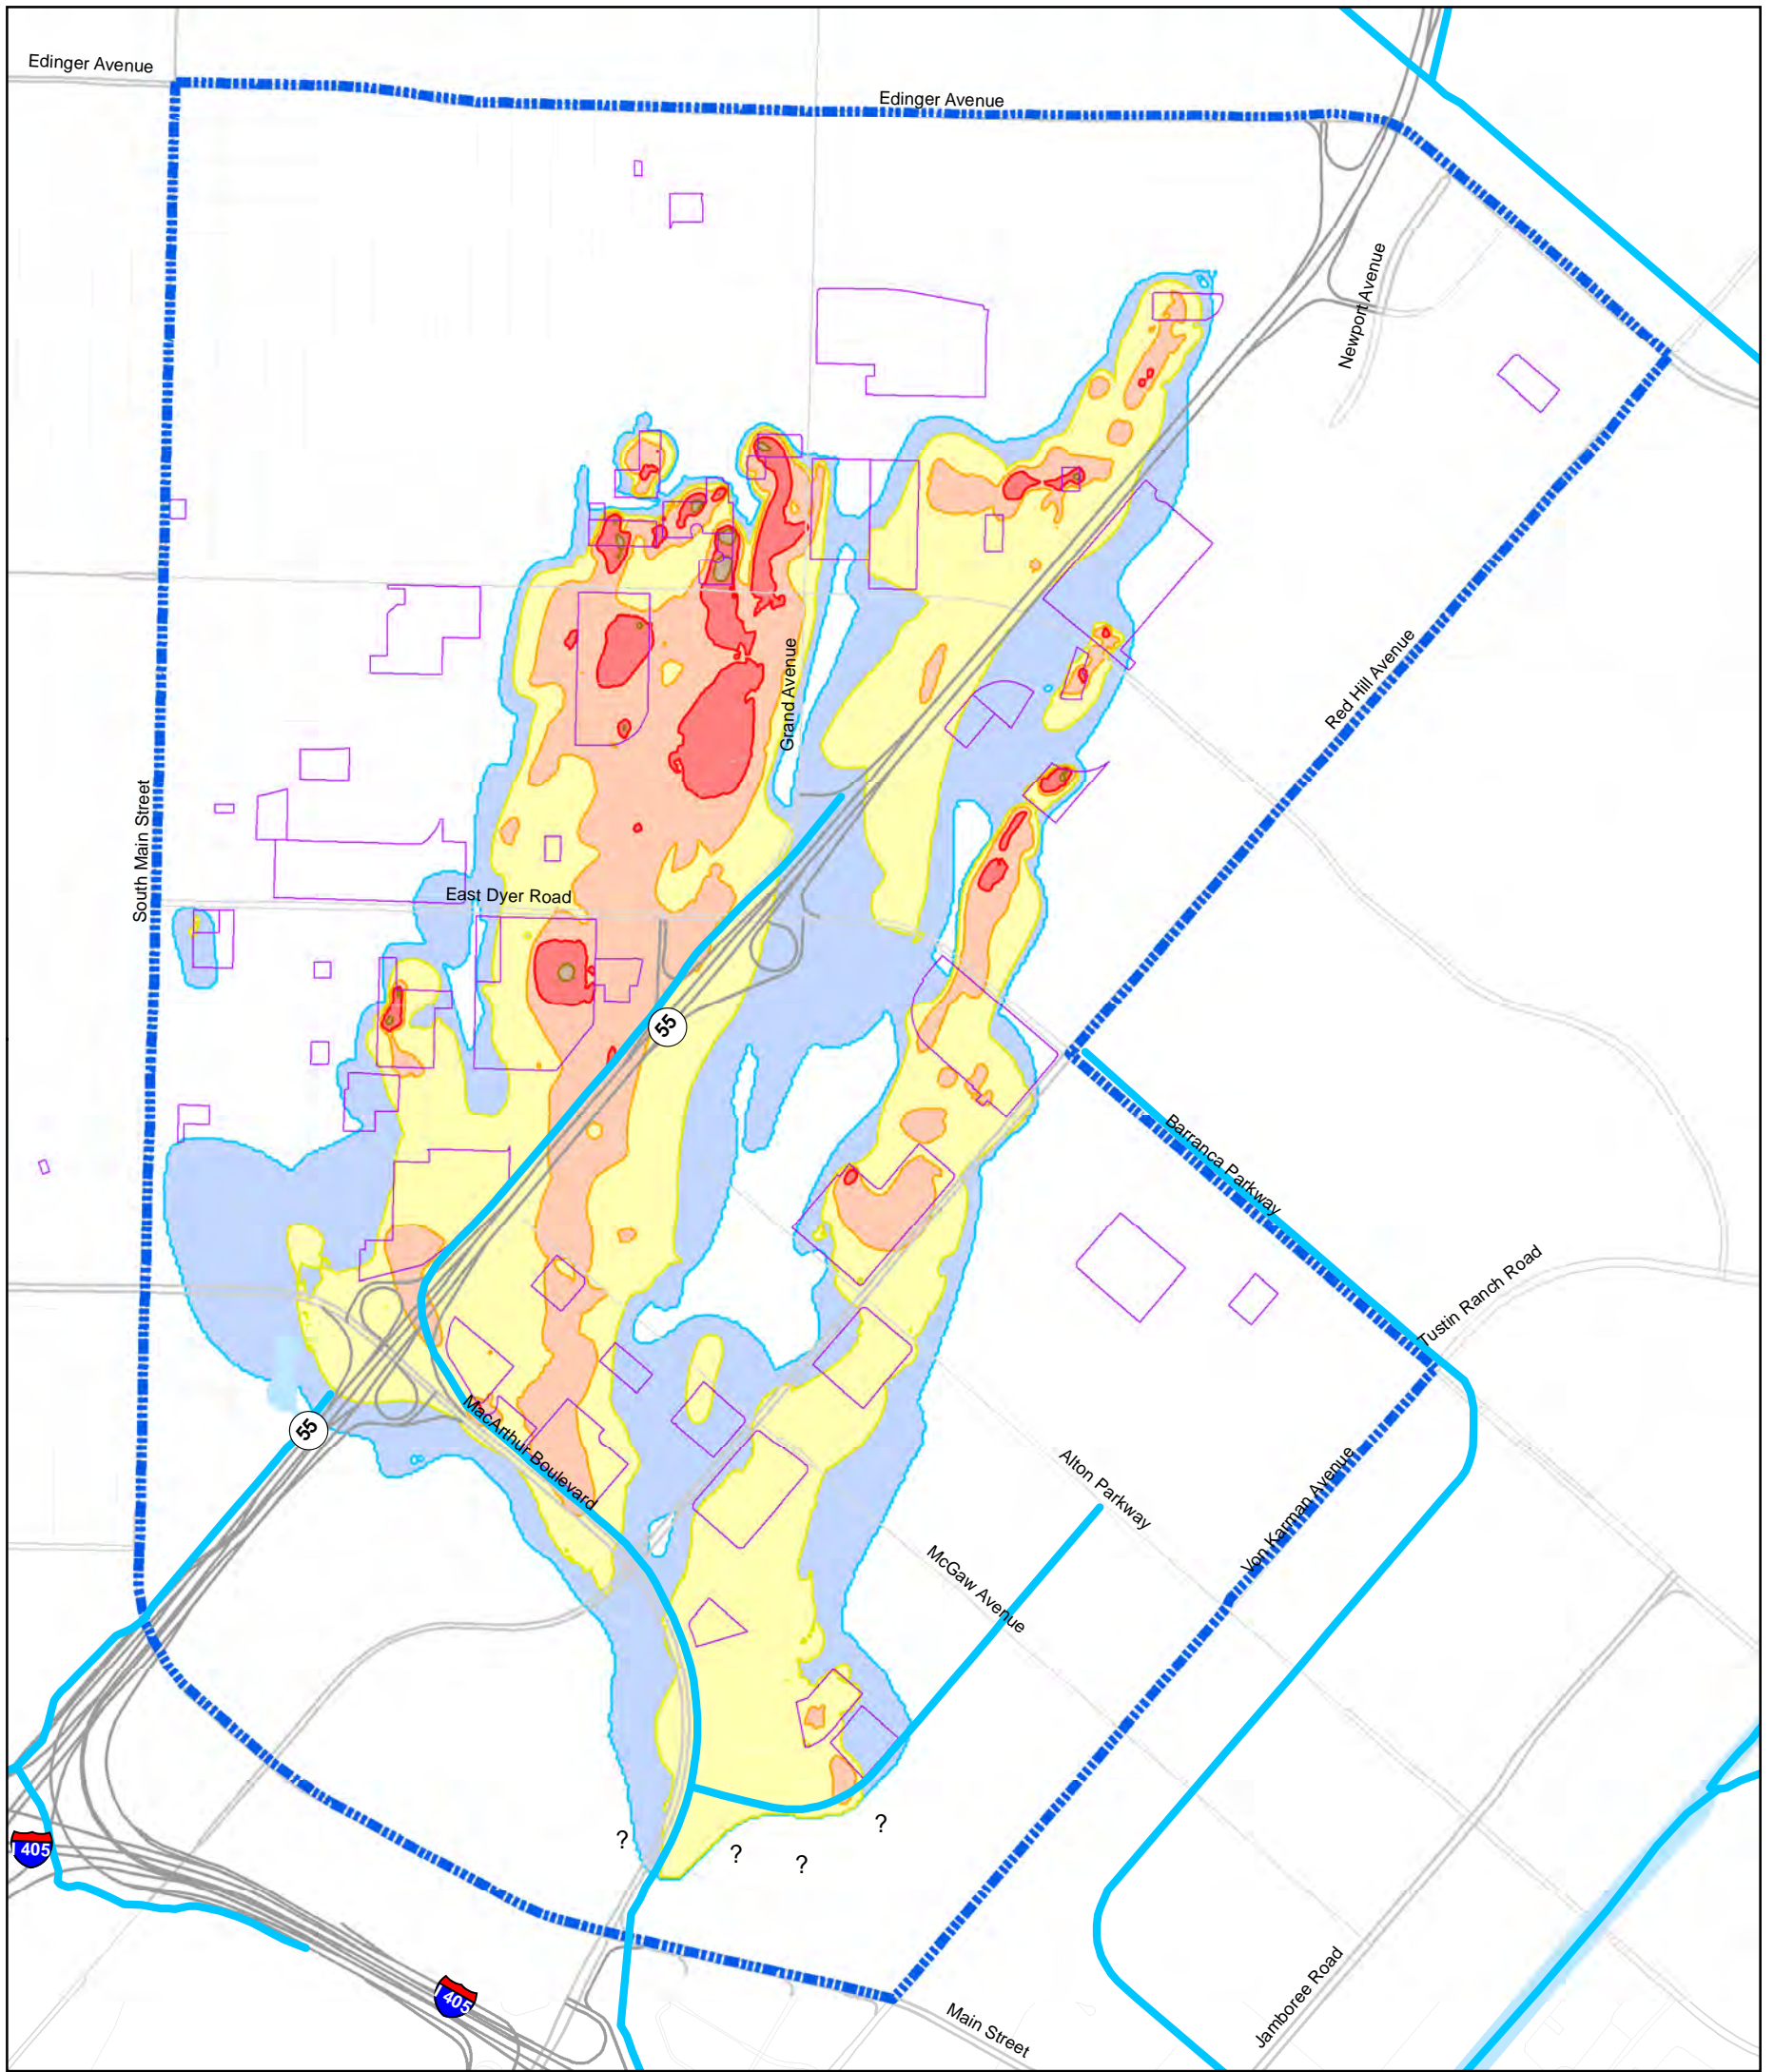 Edinger Avenue
Edinger Avenue
Newport Avenue
Red Hill Avenue
Grand Avenue
South Main Street
East Dyer Road
55
Barranca Parkway
Tustin Ranch Road
MacArthur Boulevard
55
Alton Parkway
Von Karman Avenue
McGaw Avenue
?
?
?
?
I 405
I 405
Main Street
Jamboree Road